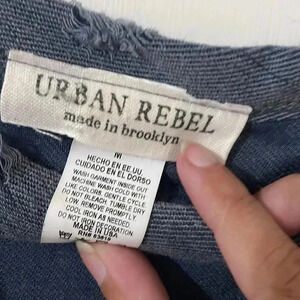 URBAN REBEL
made in brooklyn
M
HECHO EN EE.UU.
CUIDADO EN EL DORSO
WASH GARMENT INSIDE OUT
MACHINE WASH COLD WITH
LIKE COLORS, GENTLE CYCLE
DO NOT BLEACH, TUMBLE DRY
LOW, REMOVE PROMPTLY.
COOL IRON AS NEEDED.
DO NOT IRON DECORATION
MADE IN USA